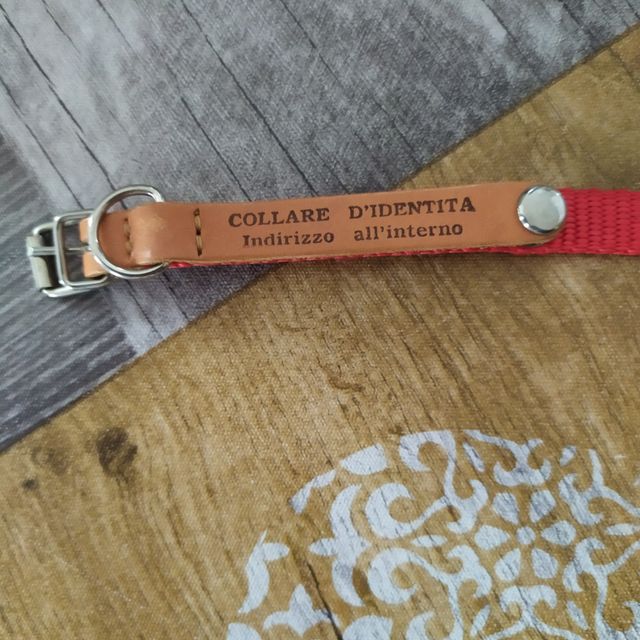 COLLARE D'IDENTITA
Indirizzo all'interno